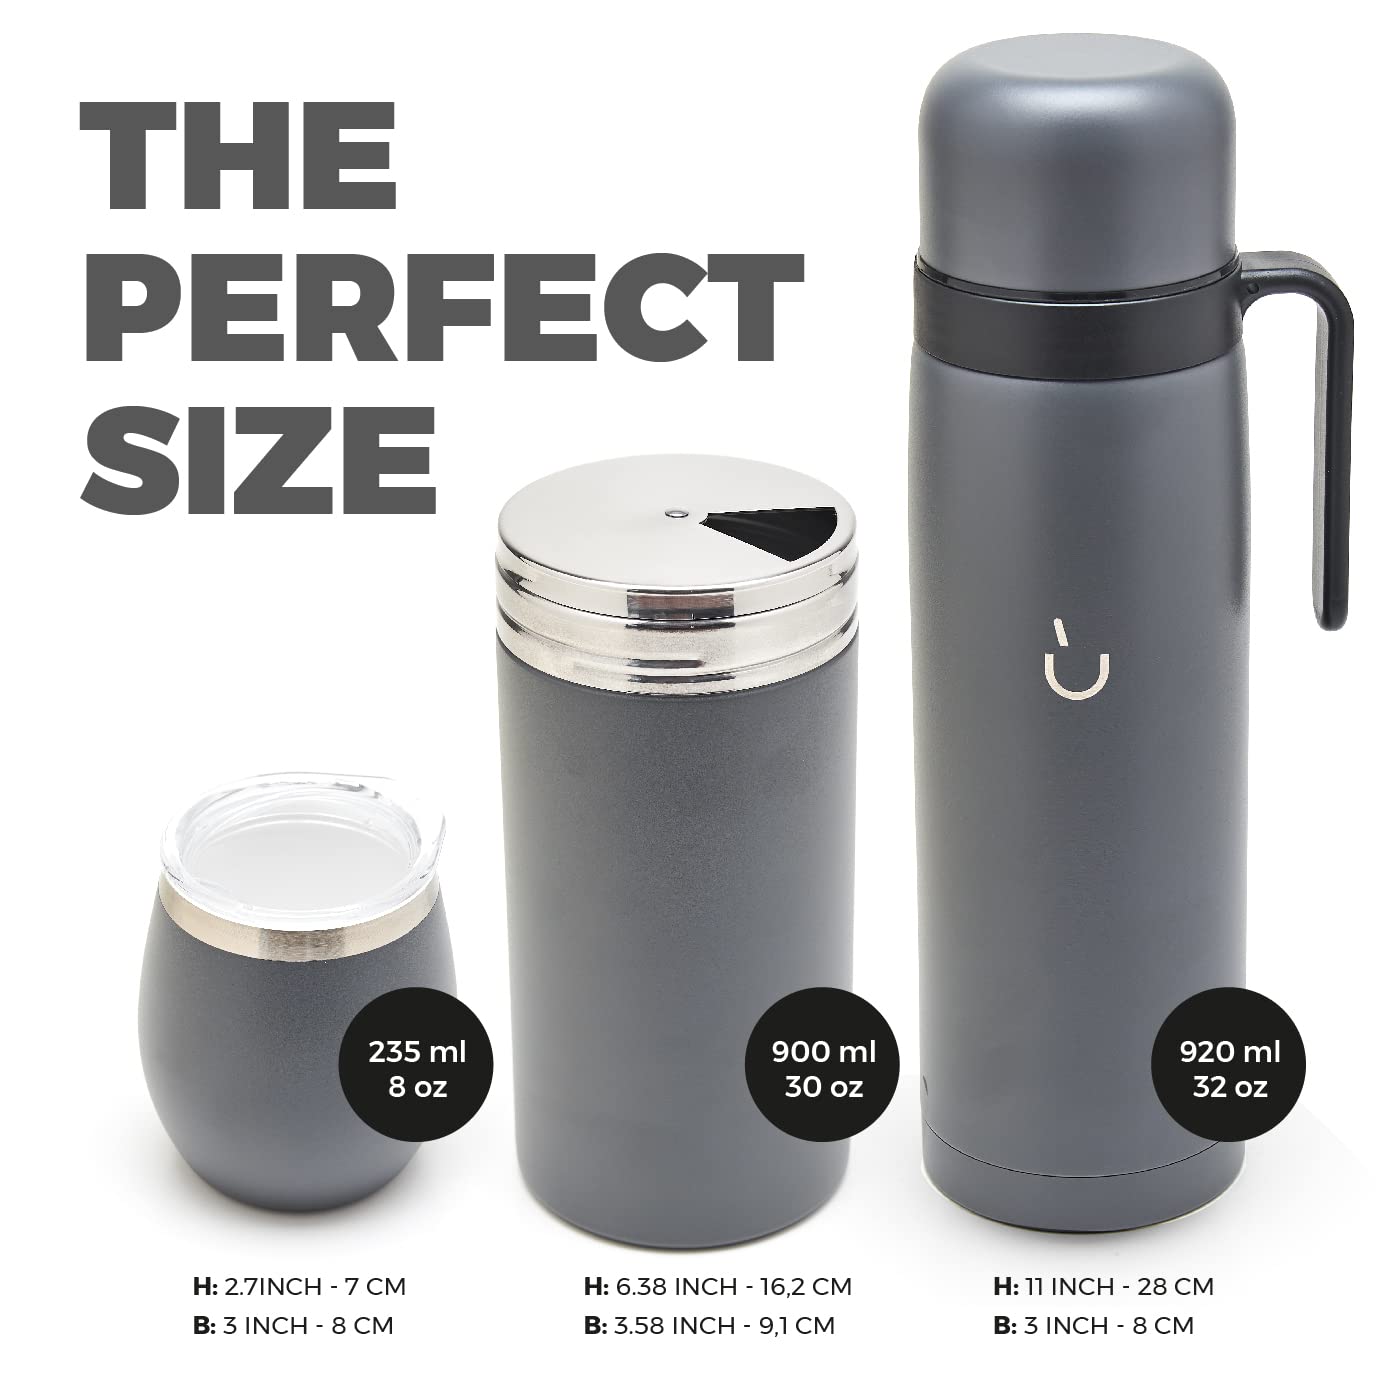 THE
PERFECT
SIZE
235 ml
8 oz
900 ml
30 oz
920 ml
32 oz
H: 2.7INCH - 7 CM
B: 3 INCH - 8 CM
H: 6.38 INCH - 16,2 CM
B: 3.58 INCH - 9,1 CM
H: 11 INCH - 28 CM
B: 3 INCH - 8 CM